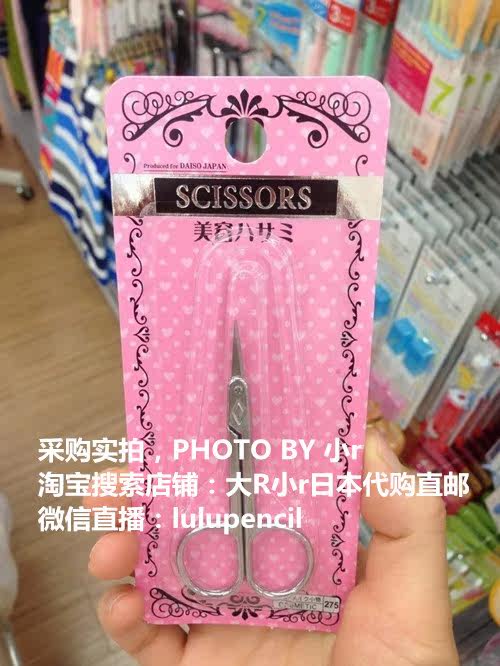 Produced for DAISO JAPAN
SCISSORS
美容ハサミ
采购实拍，PHOTO BY 小r
淘宝搜索店铺：大R小r日本代购直邮
微信直播：lulupencil
COSMETIC 275